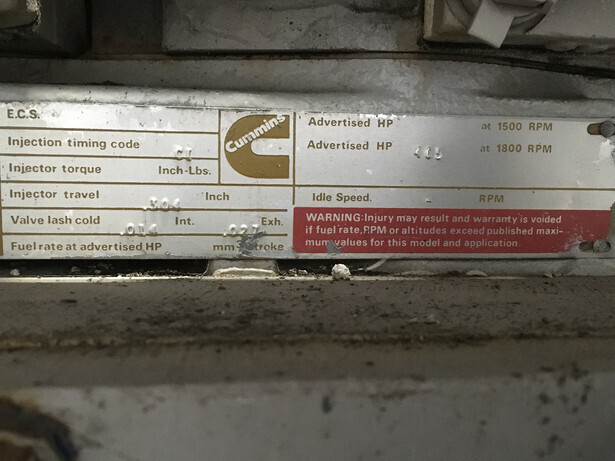 E.C.S.
Injection timing code CI
Injector torque Inch-Lbs.
Injector travel .304 Inch
Valve lash cold .014 Int. .027 Exh.
Fuel rate at advertised HP mm stroke
Cummins
Advertised HP at 1500 RPM
Advertised HP at 1800 RPM
Idle Speed. - RPM
WARNING: Injury may result and warranty is voided
if fuel rate, RPM or altitudes exceed published maxi-
mum values for this model and application.